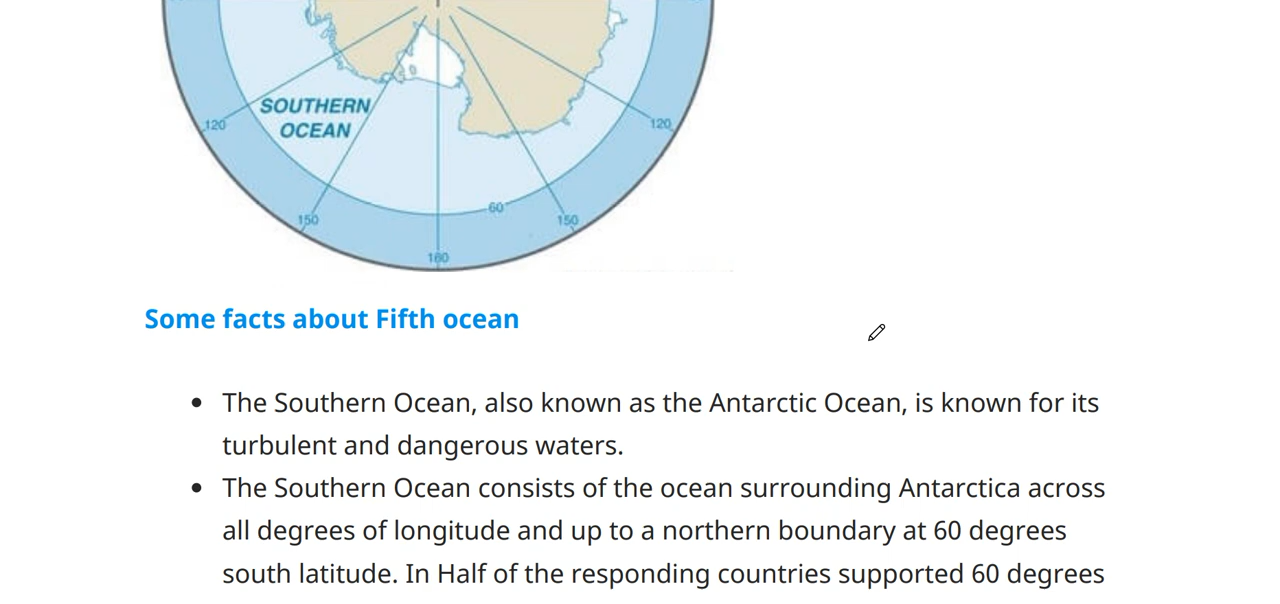 SOUTHERN
OCEAN
120
120
150
60
150
180
Some facts about Fifth ocean
The Southern Ocean, also known as the Antarctic Ocean, is known for its
turbulent and dangerous waters.
The Southern Ocean consists of the ocean surrounding Antarctica across
all degrees of longitude and up to a northern boundary at 60 degrees
south latitude. In Half of the responding countries supported 60 degrees